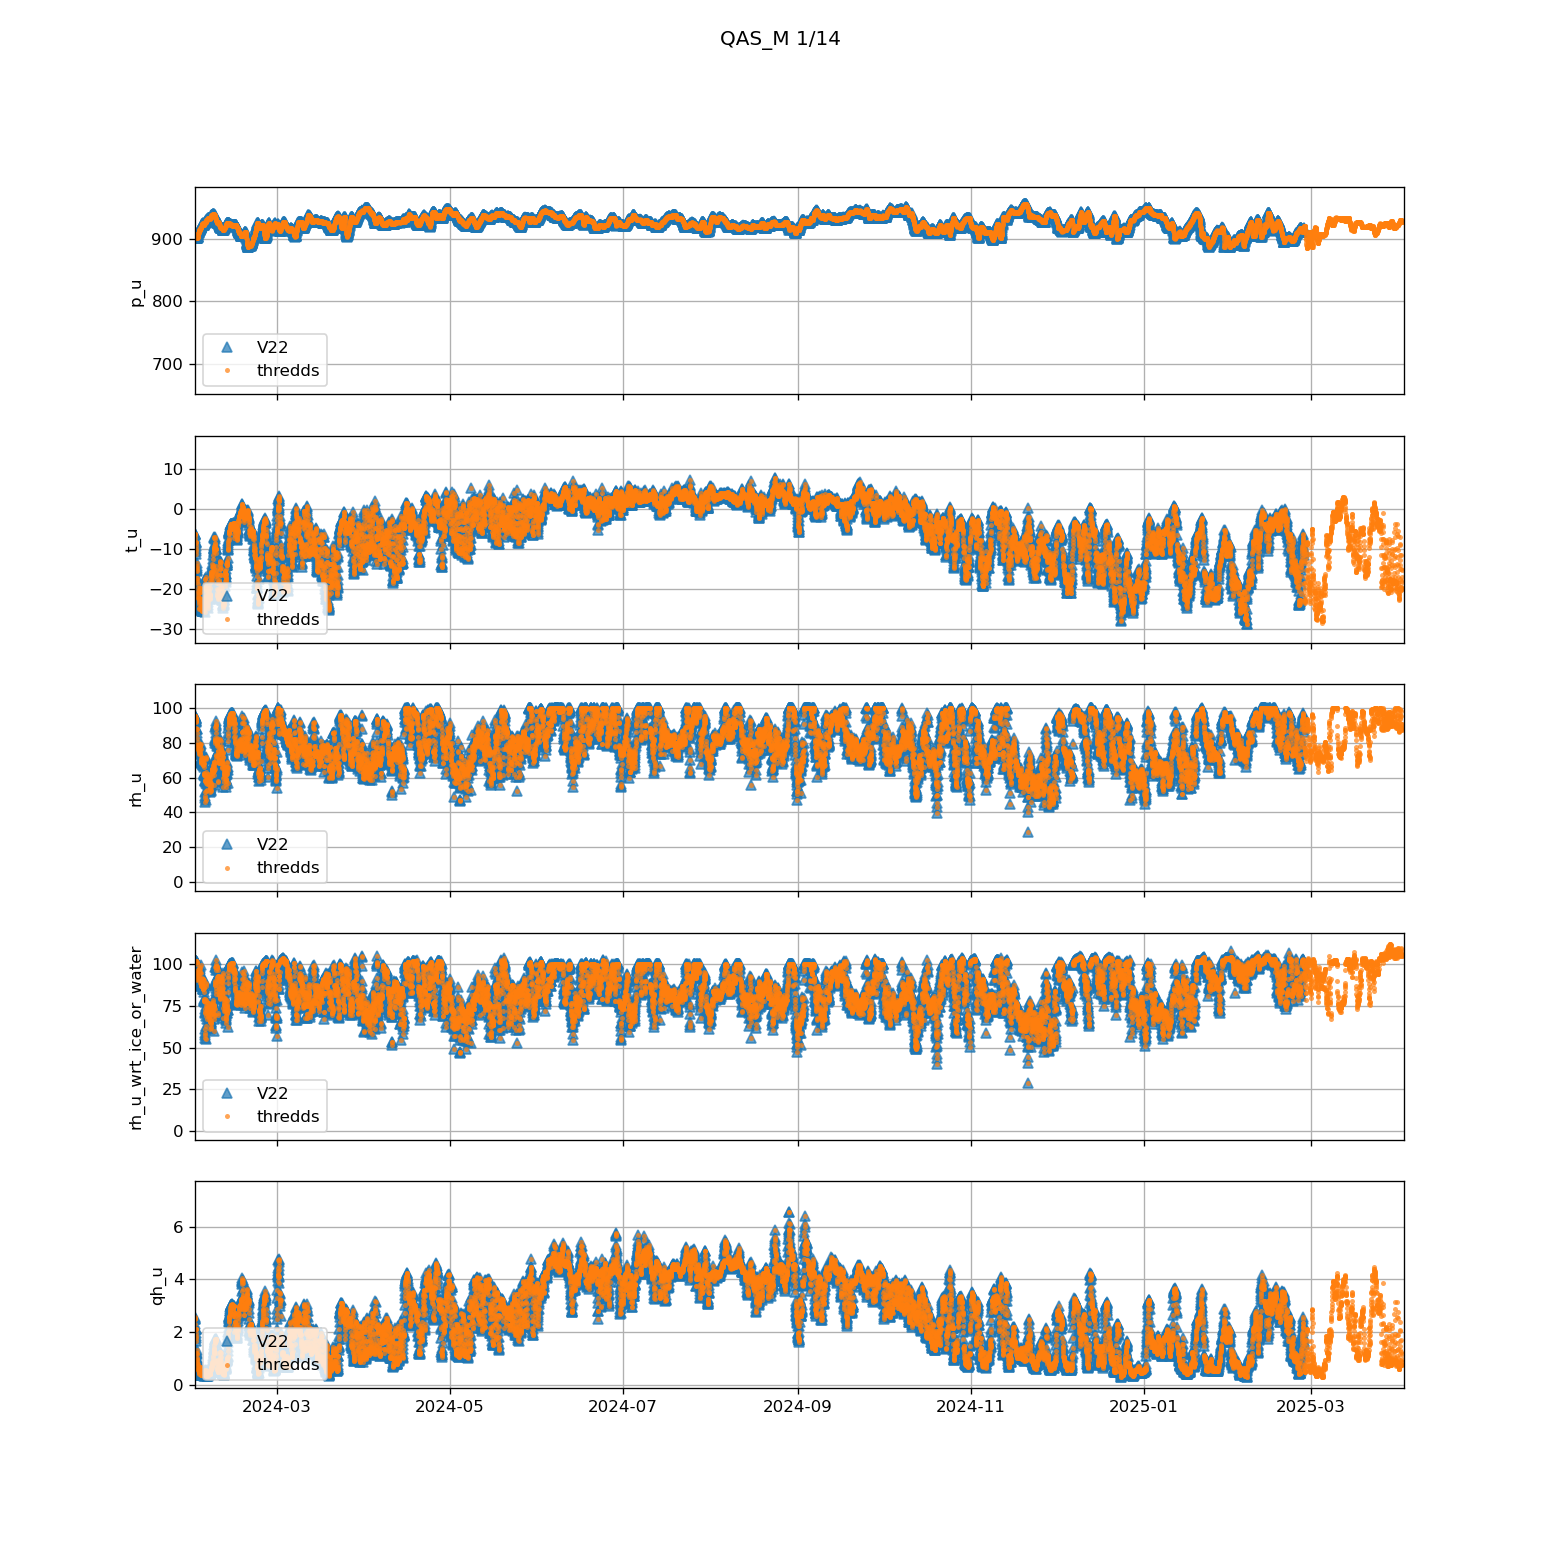 QAS_M 1/14
p_u
900
800
700
V22
thredds
t_u
10
0
−10
−20
−30
V22
thredds
rh_u
100
80
60
40
20
0
V22
thredds
rh_u_wrt_ice_or_water
100
75
50
25
0
V22
thredds
qh_u
6
4
2
0
V22
thredds
2024-03 2024-05 2024-07 2024-09 2024-11 2025-01 2025-03